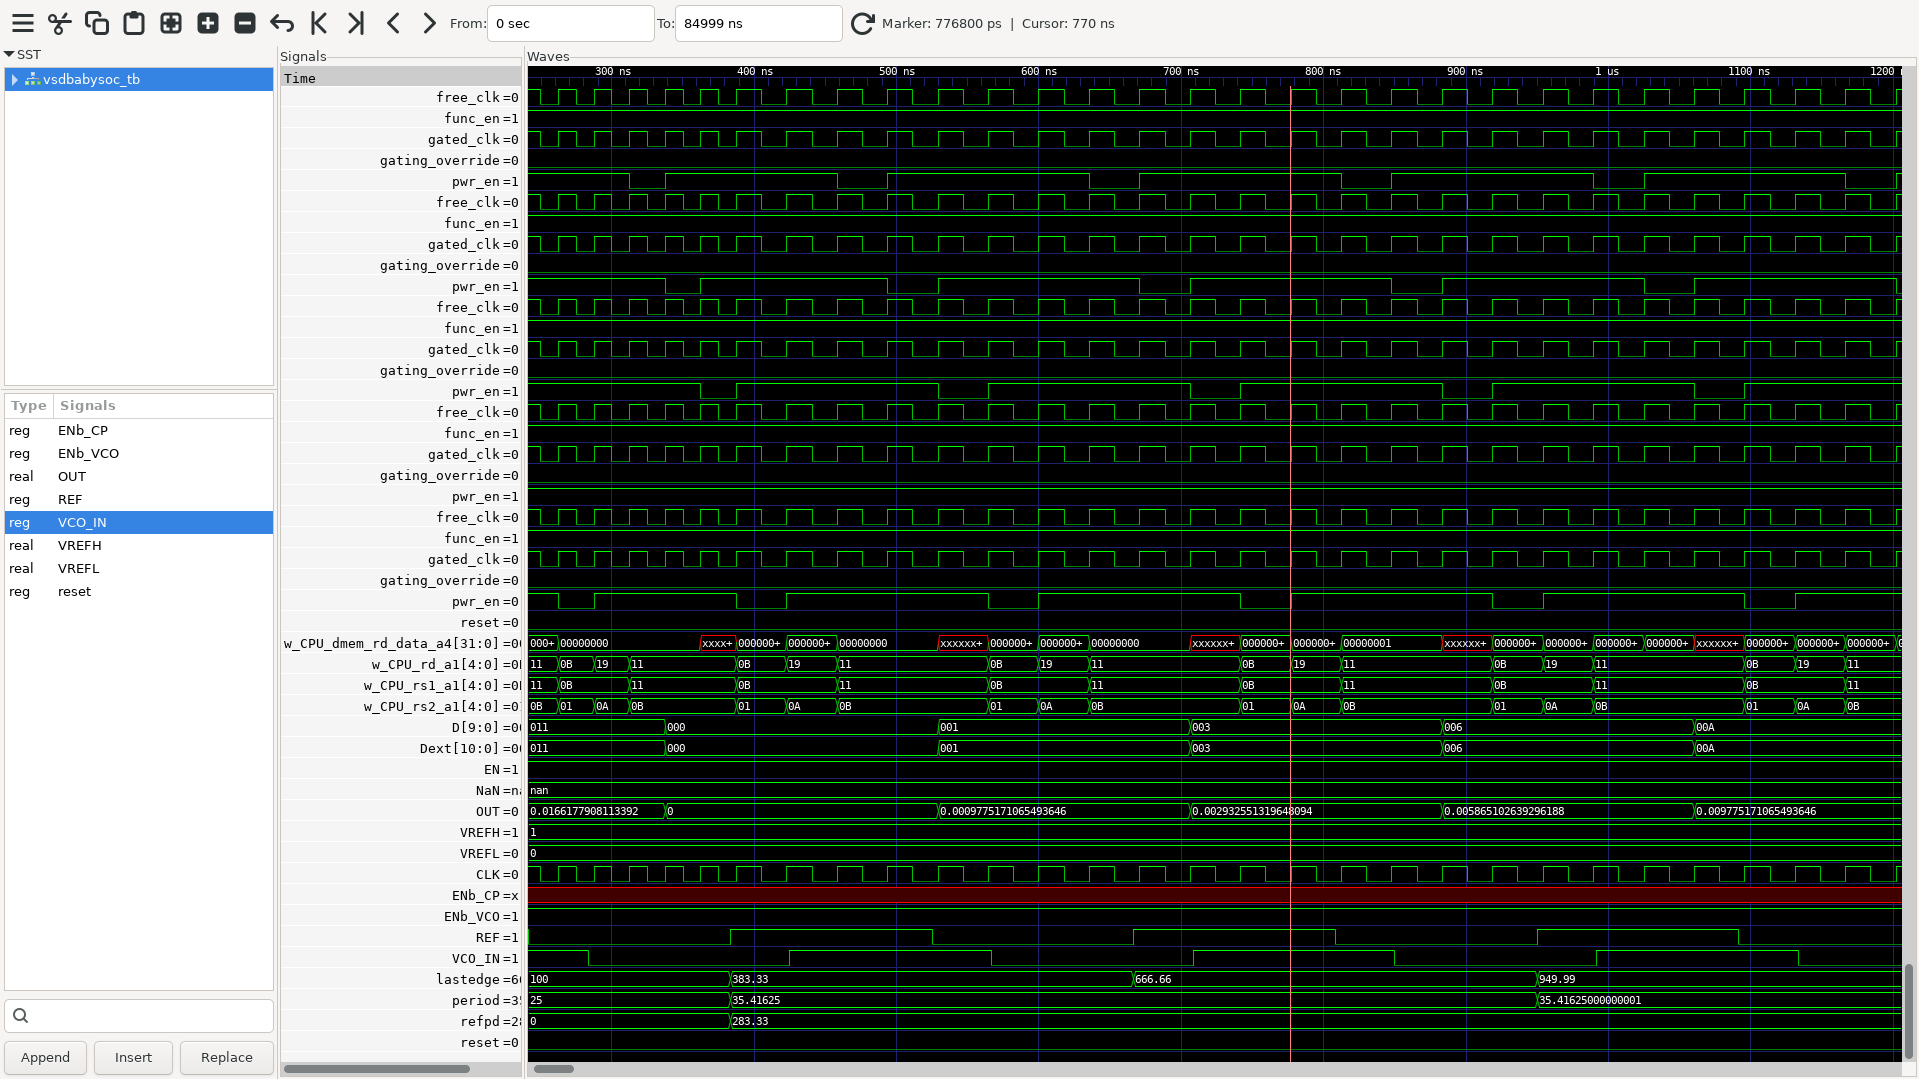 From: 0 sec To: 84999 ns Marker: 776800 ps | Cursor: 770 ns
SST
vsdbabysoc_tb
Type Signals
reg ENb_CP
reg ENb_VCO
real OUT
reg REF
reg VCO_IN
real VREFH
real VREFL
reg reset
Append Insert Replace
Signals
Time
free_clk=0
func_en=1
gated_clk=0
gating_override=0
pwr_en=1
free_clk=0
func_en=1
gated_clk=0
gating_override=0
pwr_en=1
free_clk=0
func_en=1
gated_clk=0
gating_override=0
pwr_en=1
free_clk=0
func_en=1
gated_clk=0
gating_override=0
pwr_en=1
free_clk=0
func_en=1
gated_clk=0
gating_override=0
pwr_en=0
reset=0
w_CPU_dmem_rd_data_a4[31:0]=0
w_CPU_rd_a1[4:0]=0
w_CPU_rs1_a1[4:0]=0
w_CPU_rs2_a1[4:0]=0
D[9:0]=0
Dext[10:0]=0
EN=1
NaN=na
OUT=0
VREFH=1
VREFL=0
CLK=0
ENb_CP=x
ENb_VCO=1
REF=1
VCO_IN=1
lastedge=6
period=3
refpd=2
reset=0
Waves
300 ns 400 ns 500 ns 600 ns 700 ns 800 ns 900 ns 1 us 1100 ns 1200
000+ 00000000 xxxx+ 000000+ 000000+ 00000000 xxxxxx+ 000000+ 000000+ 00000000 xxxxxx+ 000000+ 000000+ 00000001 xxxxxx+ 000000+ 000000+ 000000+ 000000+ xxxxxx+ 000000+ 000000+ 000000+
11 0B 19 11 0B 19 11 0B 19 11 0B 19 11 0B 19 11 0B 19 11
11 0B 11 0B 11 0B 11 0B 11 0B 11 0B 11
0B 01 0A 0B 01 0A 0B 01 0A 0B 01 0A 0B 01 0A 0B 01 0A 0B
011 000 001 003 006 00A
011 000 001 003 006 00A
nan
0.0166177908113392 0 0.0009775171065493646 0.002932551319648094 0.005865102639296188 0.009775171065493646
1
0
100 383.33 666.66 949.99
25 35.41625 35.41625000000001
0 283.33